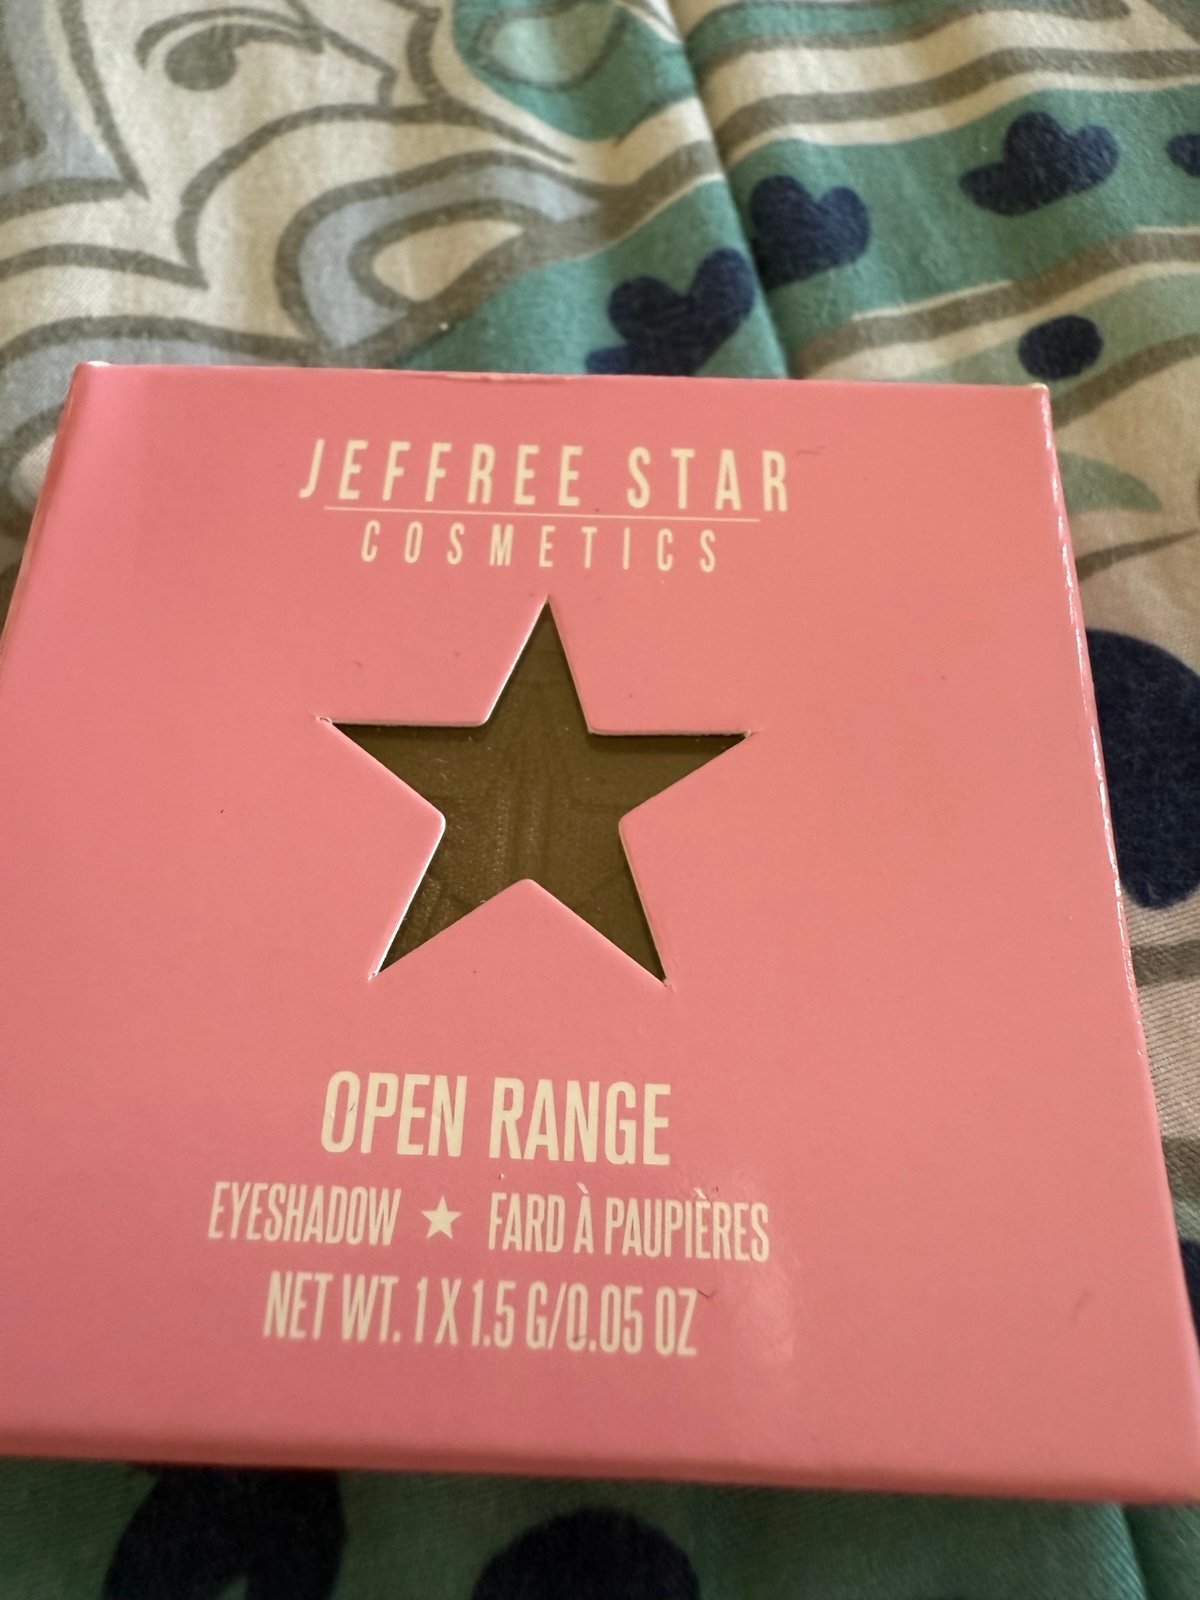 JEFFREE STAR
COSMETICS
OPEN RANGE
EYESHADOW ★ FARD À PAUPIÈRES
NET WT. 1 X 1.5 G/0.05 OZ